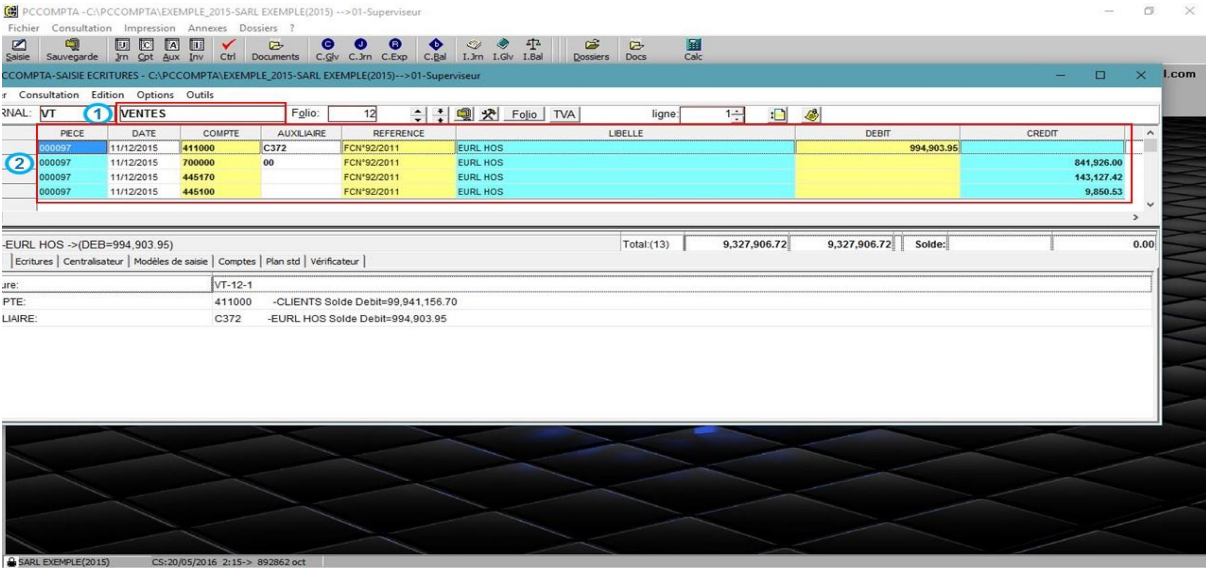 PCCOMPTA -C:\PCCOMPTA\EXEMPLE_2015-SARL EXEMPLE(2015) -->01-Superviseur
Fichier Consultation Impression Annexes Dossiers ?
Saisie Sauvegarde Jrn Cpt Aux Inv Ctrl Documents C.Glv C.Jrn C.Exp C.Bal I.Jrn I.Glv I.Bal Dossiers Docs Calc
CCOMPTA-SAISIE ECRITURES - C:\PCCOMPTA\EXEMPLE_2015-SARL EXEMPLE(2015)-->01-Superviseur
l.com
r Consultation Edition Options Outils
RNAL: VT 1 VENTES Folio: 12 Folio TVA ligne: 1
PIECE DATE COMPTE AUXILIAIRE REFERENCE LIBELLE DEBIT CREDIT
000097 11/12/2015 411000 C372 FCN°92/2011 EURL HOS 994,903.95
2 000097 11/12/2015 700000 00 FCN°92/2011 EURL HOS 841,926.00
000097 11/12/2015 445170 FCN°92/2011 EURL HOS 143,127.42
000097 11/12/2015 445100 FCN°92/2011 EURL HOS 9,850.53
-EURL HOS ->(DEB=994,903.95) Total:(13) 9,327,906.72 9,327,906.72 Solde: 0.00
Ecritures Centralisateur Modèles de saisie Comptes Plan std Vérificateur
ure: VT-12-1
PTE: 411000 -CLIENTS Solde Debit=99,941,156.70
LIAIRE: C372 -EURL HOS Solde Debit=994,903.95
SARL EXEMPLE(2015) CS:20/05/2016 2:15-> 892862 oct